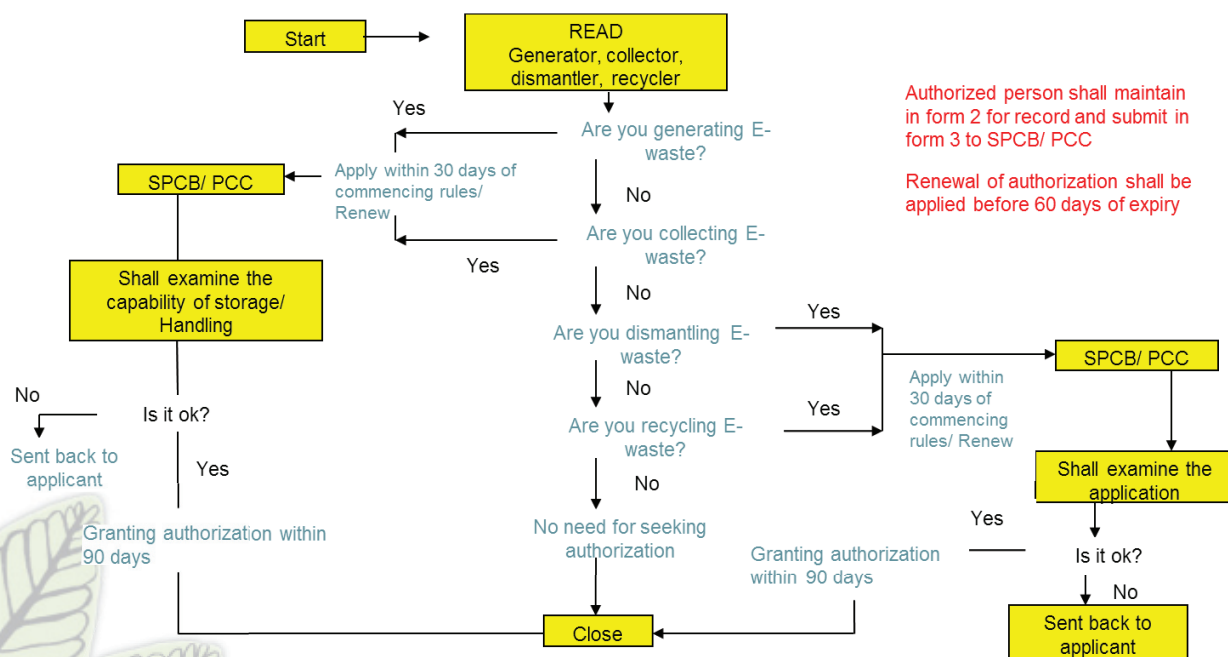 Start
READ
Generator, collector,
dismantler, recycler
Authorized person shall maintain
in form 2 for record and submit in
form 3 to SPCB/ PCC
Renewal of authorization shall be
applied before 60 days of expiry
Yes
Are you generating E-
waste?
Apply within 30 days of
commencing rules/
Renew
SPCB/ PCC
No
Are you collecting E-
waste?
Yes
Shall examine the
capability of storage/
Handling
No
Are you dismantling E-
waste?
Yes
SPCB/ PCC
Apply within
30 days of
commencing
rules/ Renew
No
Is it ok?
No
Are you recycling E-
waste?
Yes
Sent back to
applicant
Yes
No
Shall examine the
application
Granting authorization within
90 days
No need for seeking
authorization
Yes
Granting authorization
within 90 days
Is it ok?
No
Close
Sent back to
applicant